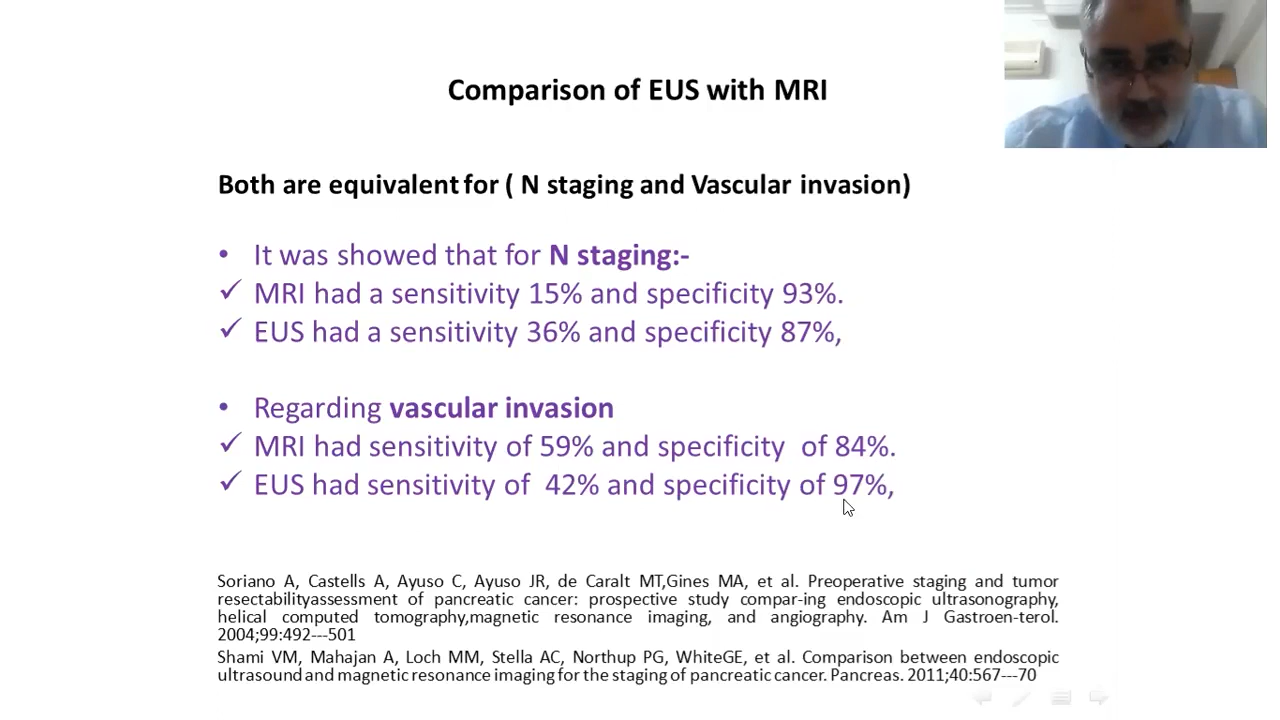 Comparison of EUS with MRI
Both are equivalent for ( N staging and Vascular invasion)
• It was showed that for N staging:-
✓ MRI had a sensitivity 15% and specificity 93%.
✓ EUS had a sensitivity 36% and specificity 87%,
• Regarding vascular invasion
✓ MRI had sensitivity of 59% and specificity of 84%.
✓ EUS had sensitivity of 42% and specificity of 97%,
Soriano A, Castells A, Ayuso C, Ayuso JR, de Caralt MT,Gines MA, et al. Preoperative staging and tumor
resectabilityassessment of pancreatic cancer: prospective study compar-ing endoscopic ultrasonography,
helical computed tomography,magnetic resonance imaging, and angiography. Am J Gastroen-terol.
2004;99:492---501
Shami VM, Mahajan A, Loch MM, Stella AC, Northup PG, WhiteGE, et al. Comparison between endoscopic
ultrasound and magnetic resonance imaging for the staging of pancreatic cancer. Pancreas. 2011;40:567---70